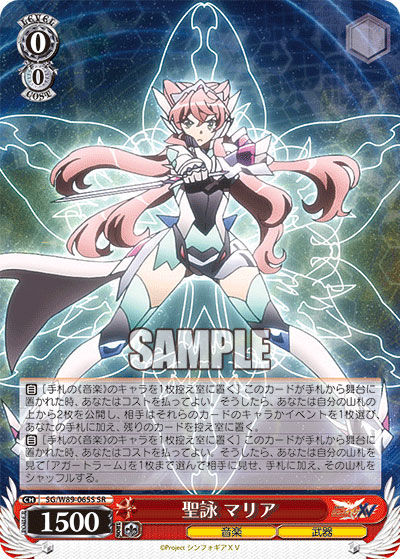 LEVEL
0
0
COST
SAMPLE
自 [手札の《音楽》のキャラを1枚控え室に置く] このカードが手札から舞台
に置かれた時、あなたはコストを払ってよい。そうしたら、あなたは自分の山札
の上から2枚を公開し、相手はそれらのカードのキャラかイベントを1枚選び、
あなたの手札に加え、残りのカードを控え室に置く。
自 [手札の《音楽》のキャラを1枚控え室に置く] このカードが手札から舞台
に置かれた時、あなたはコストを払ってよい。そうしたら、あなたは自分の山札
を見て「アガートラーム」を1枚まで選んで相手に見せ、手札に加え、その山札を
シャッフルする。
CH SG/W89-065S SR
1500
聖詠 マリア
音楽 武器
©Project シンフォギアXV